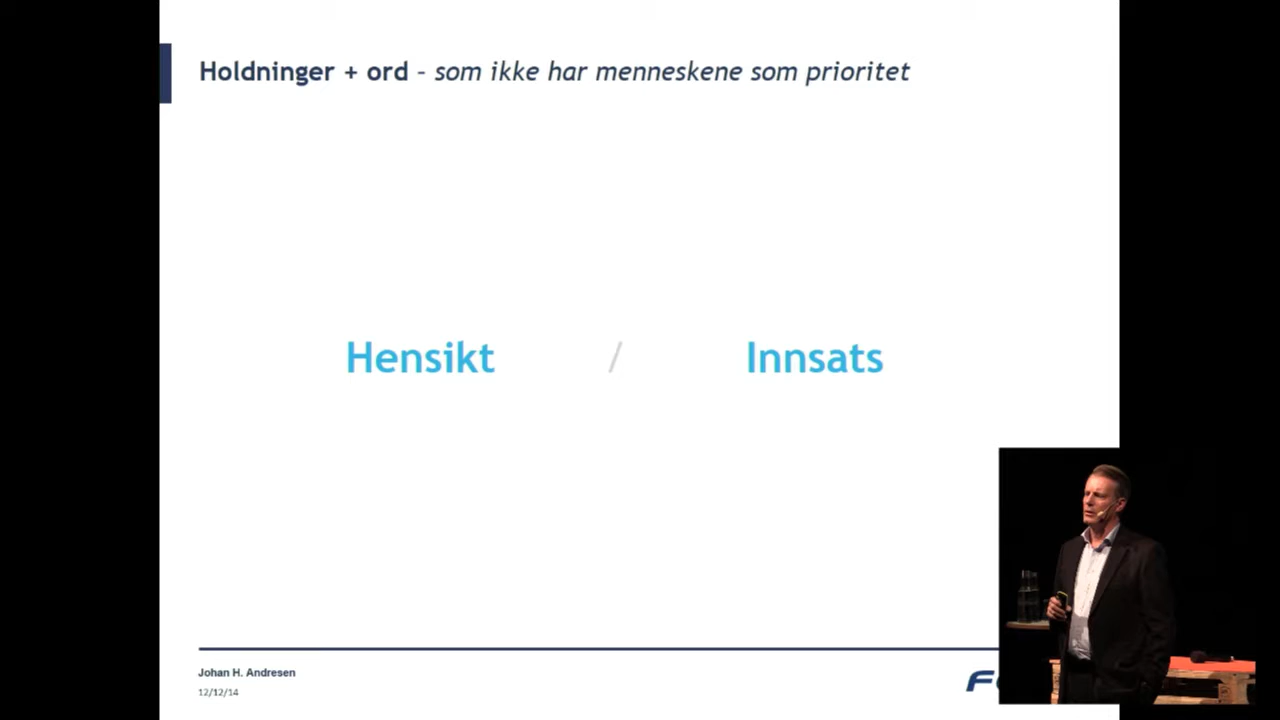 Holdninger + ord – som ikke har menneskene som prioritet
Hensikt / Innsats
Johan H. Andresen
12/12/14